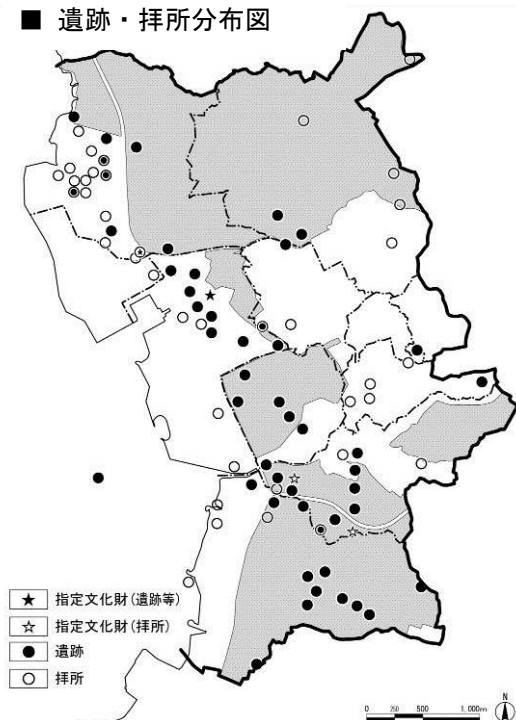 ■ 遺跡・拝所分布図
★ 指定文化財(遺跡等)
☆ 指定文化財(拝所)
● 遺跡
○ 拝所
0 250 500 1,000m
N